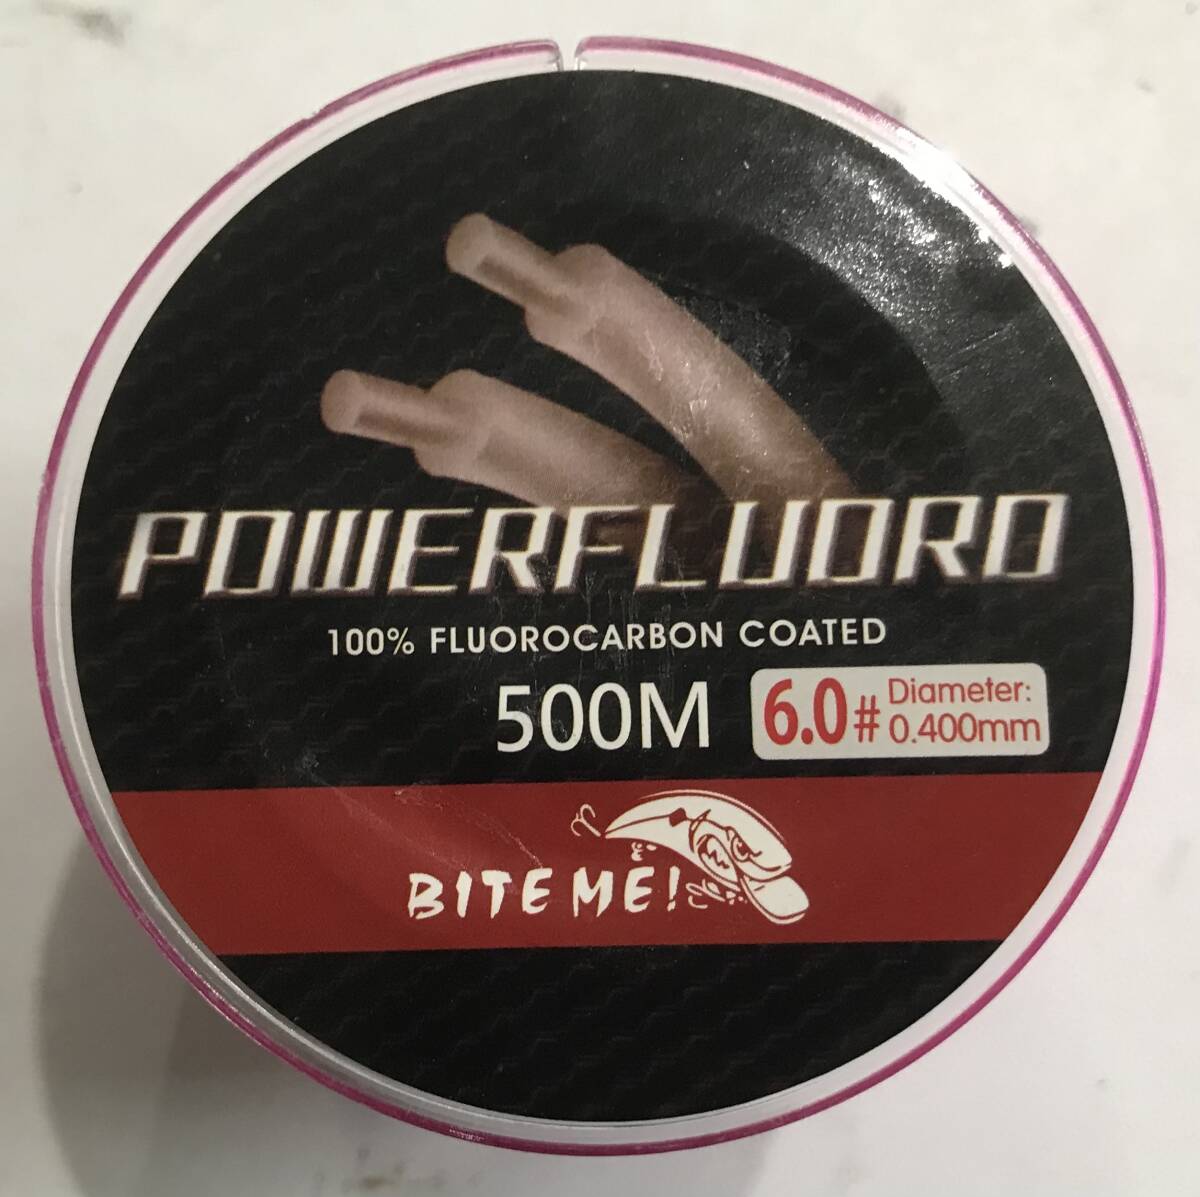 POWERFLUORO
100% FLUOROCARBON COATED
500M 6.0# Diameter: 0.400mm
BITE ME!